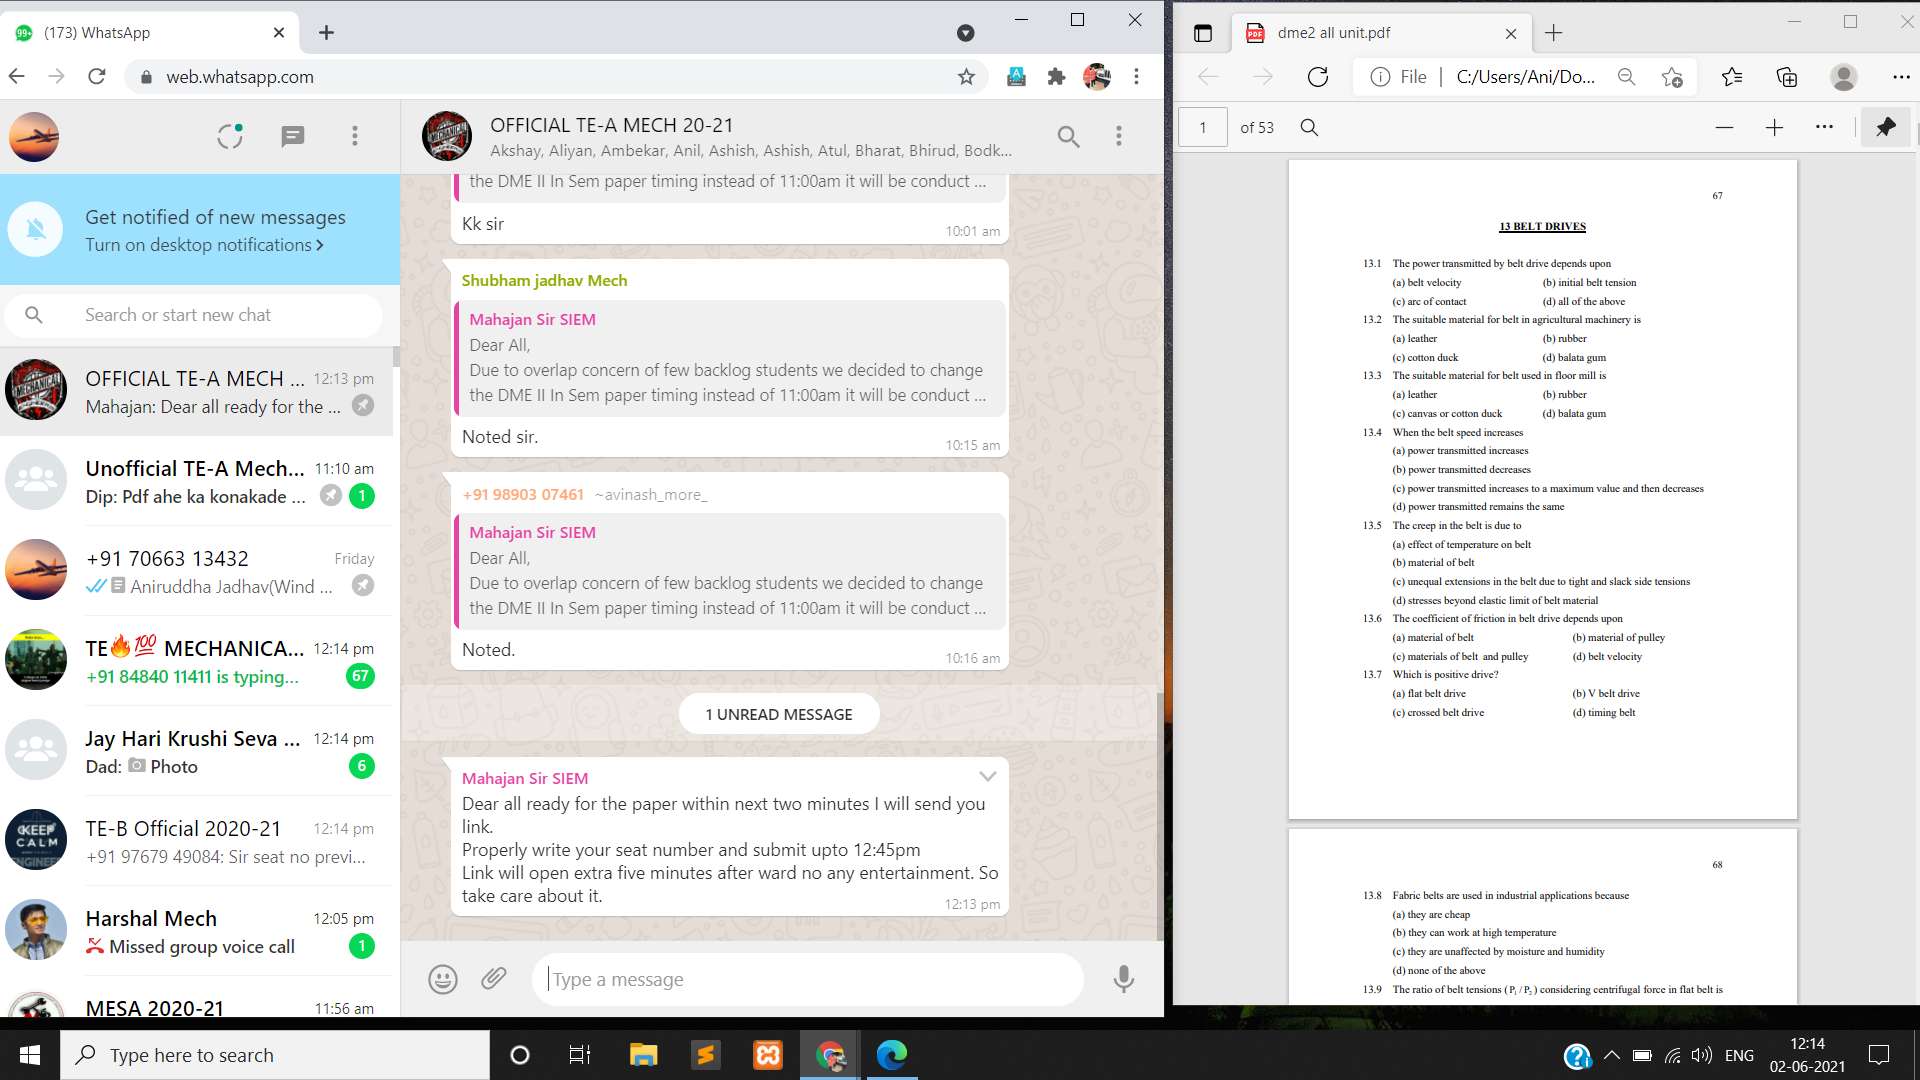 (173) WhatsApp
web.whatsapp.com
Get notified of new messages
Turn on desktop notifications >
Search or start new chat
OFFICIAL TE-A MECH ... 12:13 pm
Mahajan: Dear all ready for the ...
Unofficial TE-A Mech... 11:10 am
Dip: Pdf ahe ka konakade ... 1
+91 70663 13432 Friday
Aniruddha Jadhav(Wind ...
TE🔥💯 MECHANICA... 12:14 pm
+91 84840 11411 is typing... 67
Jay Hari Krushi Seva ... 12:14 pm
Dad: Photo 6
TE-B Official 2020-21 12:14 pm
+91 97679 49084: Sir seat no previ...
KEEP
CALM
ENGINEER
Harshal Mech 12:05 pm
Missed group voice call 1
MESA 2020-21 11:56 am
OFFICIAL TE-A MECH 20-21
Akshay, Aliyan, Ambekar, Anil, Ashish, Ashish, Atul, Bharat, Bhirud, Bodk...
the DME II In Sem paper timing instead of 11:00am it will be conduct ...
Kk sir
10:01 am
Shubham jadhav Mech
Mahajan Sir SIEM
Dear All,
Due to overlap concern of few backlog students we decided to change
the DME II In Sem paper timing instead of 11:00am it will be conduct ...
Noted sir.
10:15 am
+91 98903 07461 ~avinash_more_
Mahajan Sir SIEM
Dear All,
Due to overlap concern of few backlog students we decided to change
the DME II In Sem paper timing instead of 11:00am it will be conduct ...
Noted.
10:16 am
1 UNREAD MESSAGE
Mahajan Sir SIEM
Dear all ready for the paper within next two minutes I will send you
link.
Properly write your seat number and submit upto 12:45pm
Link will open extra five minutes after ward no any entertainment. So
take care about it.
12:13 pm
Type a message
dme2 all unit.pdf
File | C:/Users/Ani/Do...
1 of 53
67
13 BELT DRIVES
13.1 The power transmitted by belt drive depends upon
(a) belt velocity (b) initial belt tension
(c) arc of contact (d) all of the above
13.2 The suitable material for belt in agricultural machinery is
(a) leather (b) rubber
(c) cotton duck (d) balata gum
13.3 The suitable material for belt used in floor mill is
(a) leather (b) rubber
(c) canvas or cotton duck (d) balata gum
13.4 When the belt speed increases
(a) power transmitted increases
(b) power transmitted decreases
(c) power transmitted increases to a maximum value and then decreases
(d) power transmitted remains the same
13.5 The creep in the belt is due to
(a) effect of temperature on belt
(b) material of belt
(c) unequal extensions in the belt due to tight and slack side tensions
(d) stresses beyond elastic limit of belt material
13.6 The coefficient of friction in belt drive depends upon
(a) material of belt (b) material of pulley
(c) materials of belt and pulley (d) belt velocity
13.7 Which is positive drive?
(a) flat belt drive (b) V belt drive
(c) crossed belt drive (d) timing belt
68
13.8 Fabric belts are used in industrial applications because
(a) they are cheap
(b) they can work at high temperature
(c) they are unaffected by moisture and humidity
(d) none of the above
13.9 The ratio of belt tensions (P₁ / P₂) considering centrifugal force in flat belt is
Type here to search
ENG
12:14
02-06-2021